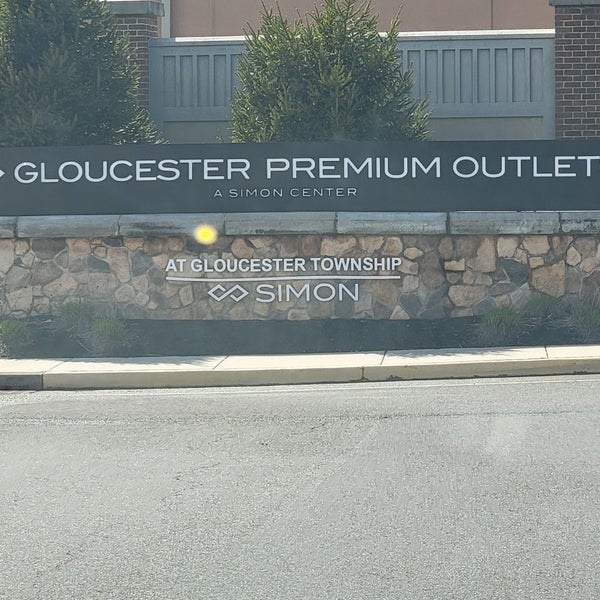 GLOUCESTER PREMIUM OUTLET
A SIMON CENTER
AT GLOUCESTER TOWNSHIP
SIMON